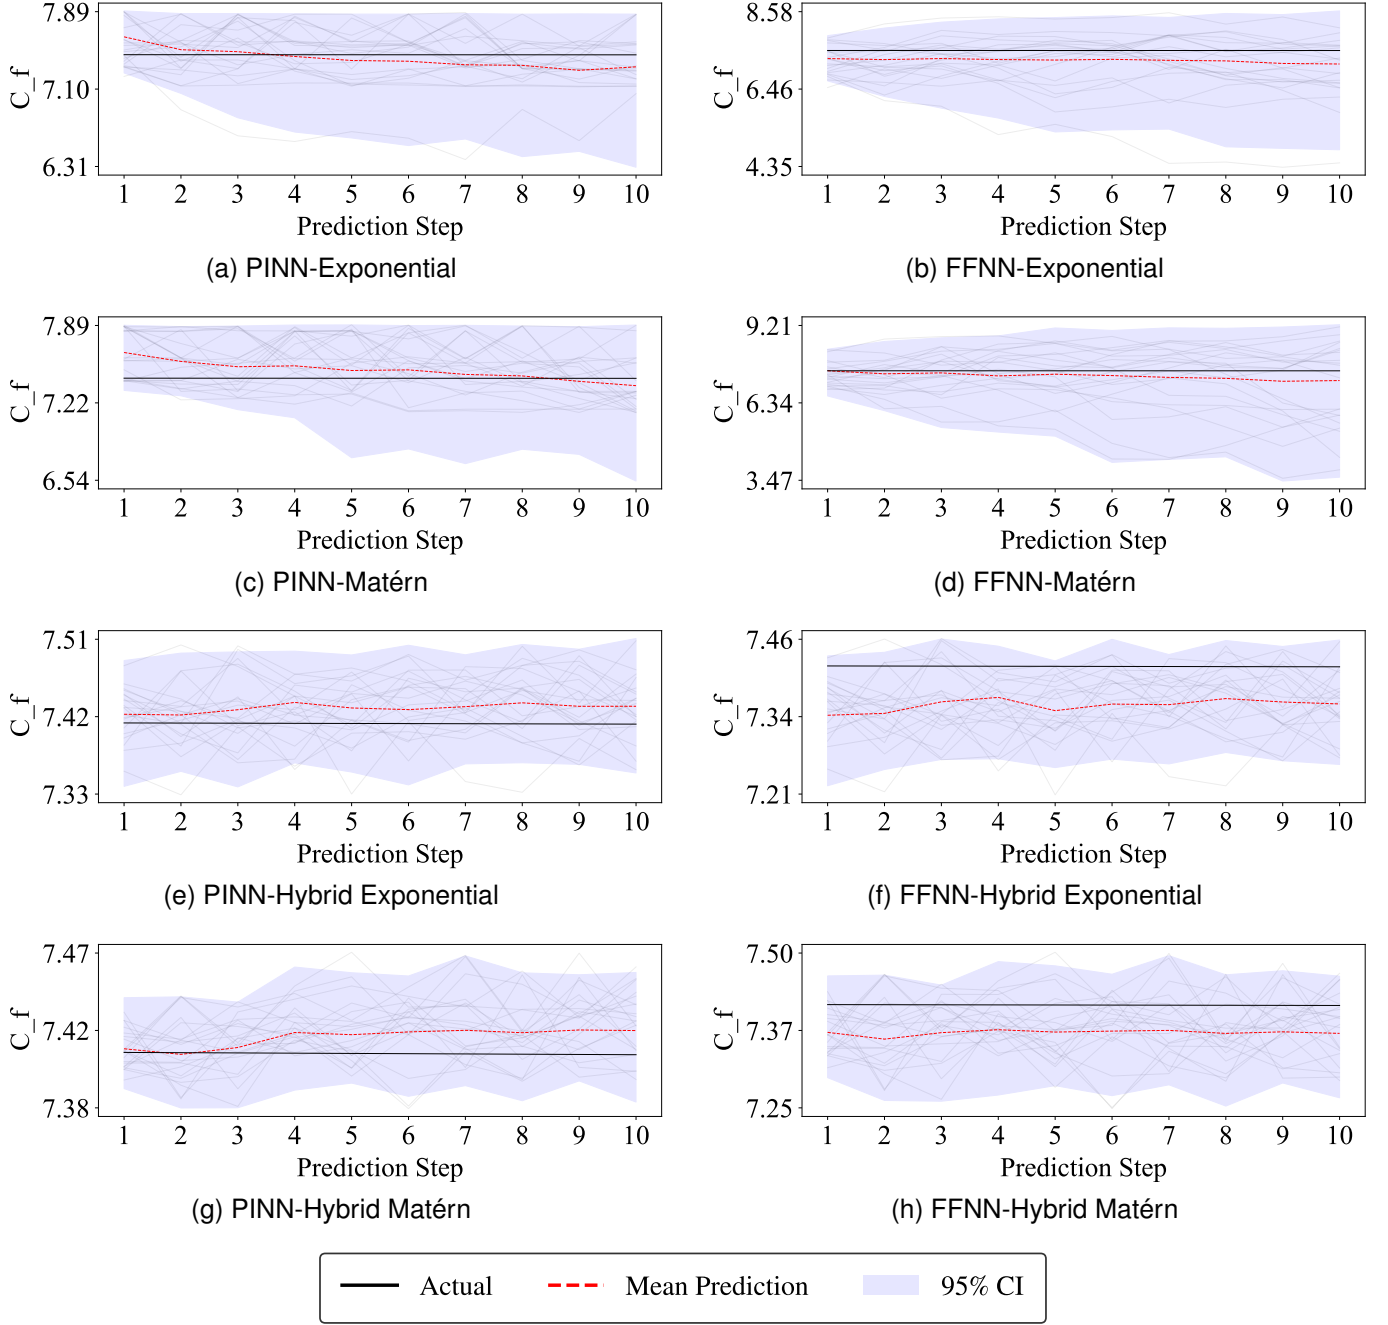 7.89
7.10
6.31
C_f
1 2 3 4 5 6 7 8 9 10
Prediction Step
(a) PINN-Exponential
8.58
6.46
4.35
C_f
1 2 3 4 5 6 7 8 9 10
Prediction Step
(b) FFNN-Exponential
7.89
7.22
6.54
C_f
1 2 3 4 5 6 7 8 9 10
Prediction Step
(c) PINN-Matérn
9.21
6.34
3.47
C_f
1 2 3 4 5 6 7 8 9 10
Prediction Step
(d) FFNN-Matérn
7.51
7.42
7.33
C_f
1 2 3 4 5 6 7 8 9 10
Prediction Step
(e) PINN-Hybrid Exponential
7.46
7.34
7.21
C_f
1 2 3 4 5 6 7 8 9 10
Prediction Step
(f) FFNN-Hybrid Exponential
7.47
7.42
7.38
C_f
1 2 3 4 5 6 7 8 9 10
Prediction Step
(g) PINN-Hybrid Matérn
7.50
7.37
7.25
C_f
1 2 3 4 5 6 7 8 9 10
Prediction Step
(h) FFNN-Hybrid Matérn
Actual Mean Prediction 95% CI